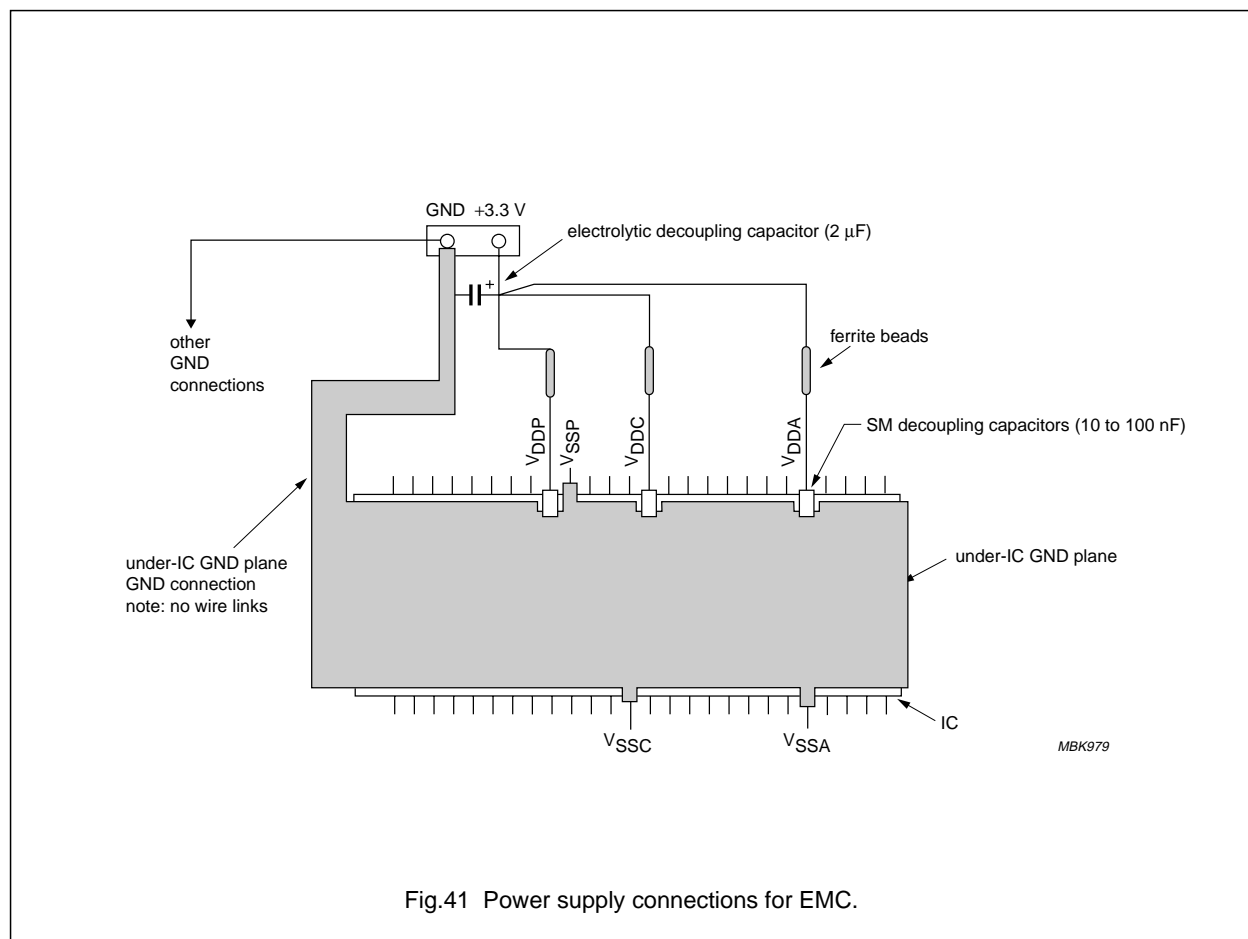 GND +3.3 V
electrolytic decoupling capacitor (2 μF)
+
other
GND
connections
ferrite beads
SM decoupling capacitors (10 to 100 nF)
VDDP
VSSP
VDDC
VDDA
under-IC GND plane
GND connection
note: no wire links
under-IC GND plane
IC
VSSC
VSSA
MBK979
Fig.41 Power supply connections for EMC.